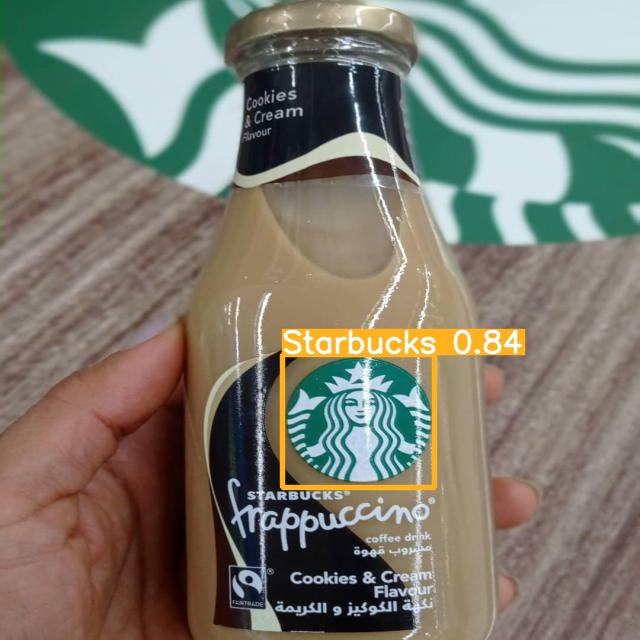 Cookies
& Cream
Flavour
Starbucks 0.84
STARBUCKS®
frappuccino®
coffee drink
مشروب قهوة
FAIRTRADE
®
Cookies & Cream
Flavour
نكهة الكوكيز و الكريمة